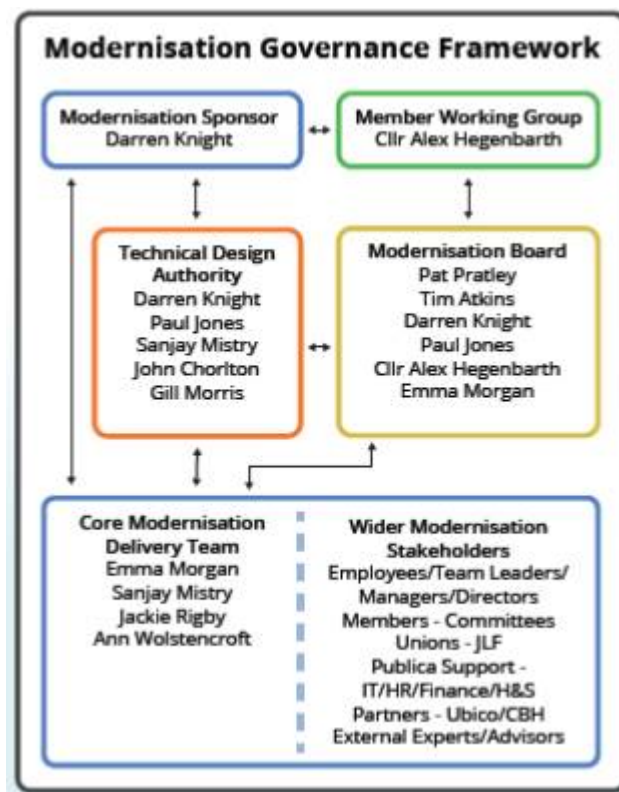 Modernisation Governance Framework
Modernisation Sponsor
Darren Knight
Member Working Group
Cllr Alex Hegenbarth
Technical Design
Authority
Darren Knight
Paul Jones
Sanjay Mistry
John Chorlton
Gill Morris
Modernisation Board
Pat Pratley
Tim Atkins
Darren Knight
Paul Jones
Cllr Alex Hegenbarth
Emma Morgan
Core Modernisation
Delivery Team
Emma Morgan
Sanjay Mistry
Jackie Rigby
Ann Wolstencroft
Wider Modernisation
Stakeholders
Employees/Team Leaders/
Managers/Directors
Members - Committees
Unions - JLF
Publica Support -
IT/HR/Finance/H&S
Partners - Ubico/CBH
External Experts/Advisors